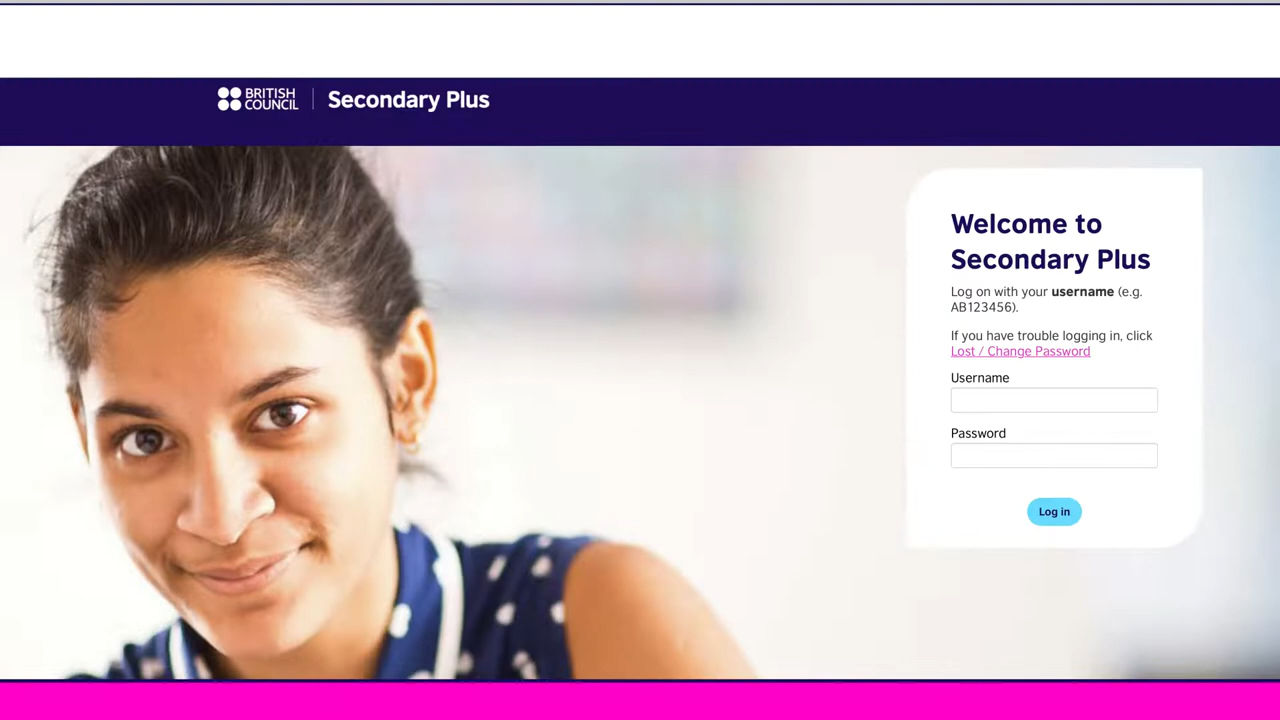 BRITISH
COUNCIL
Secondary Plus
Welcome to
Secondary Plus
Log on with your username (e.g.
AB123456).
If you have trouble logging in, click
Lost / Change Password
Username
Password
Log in